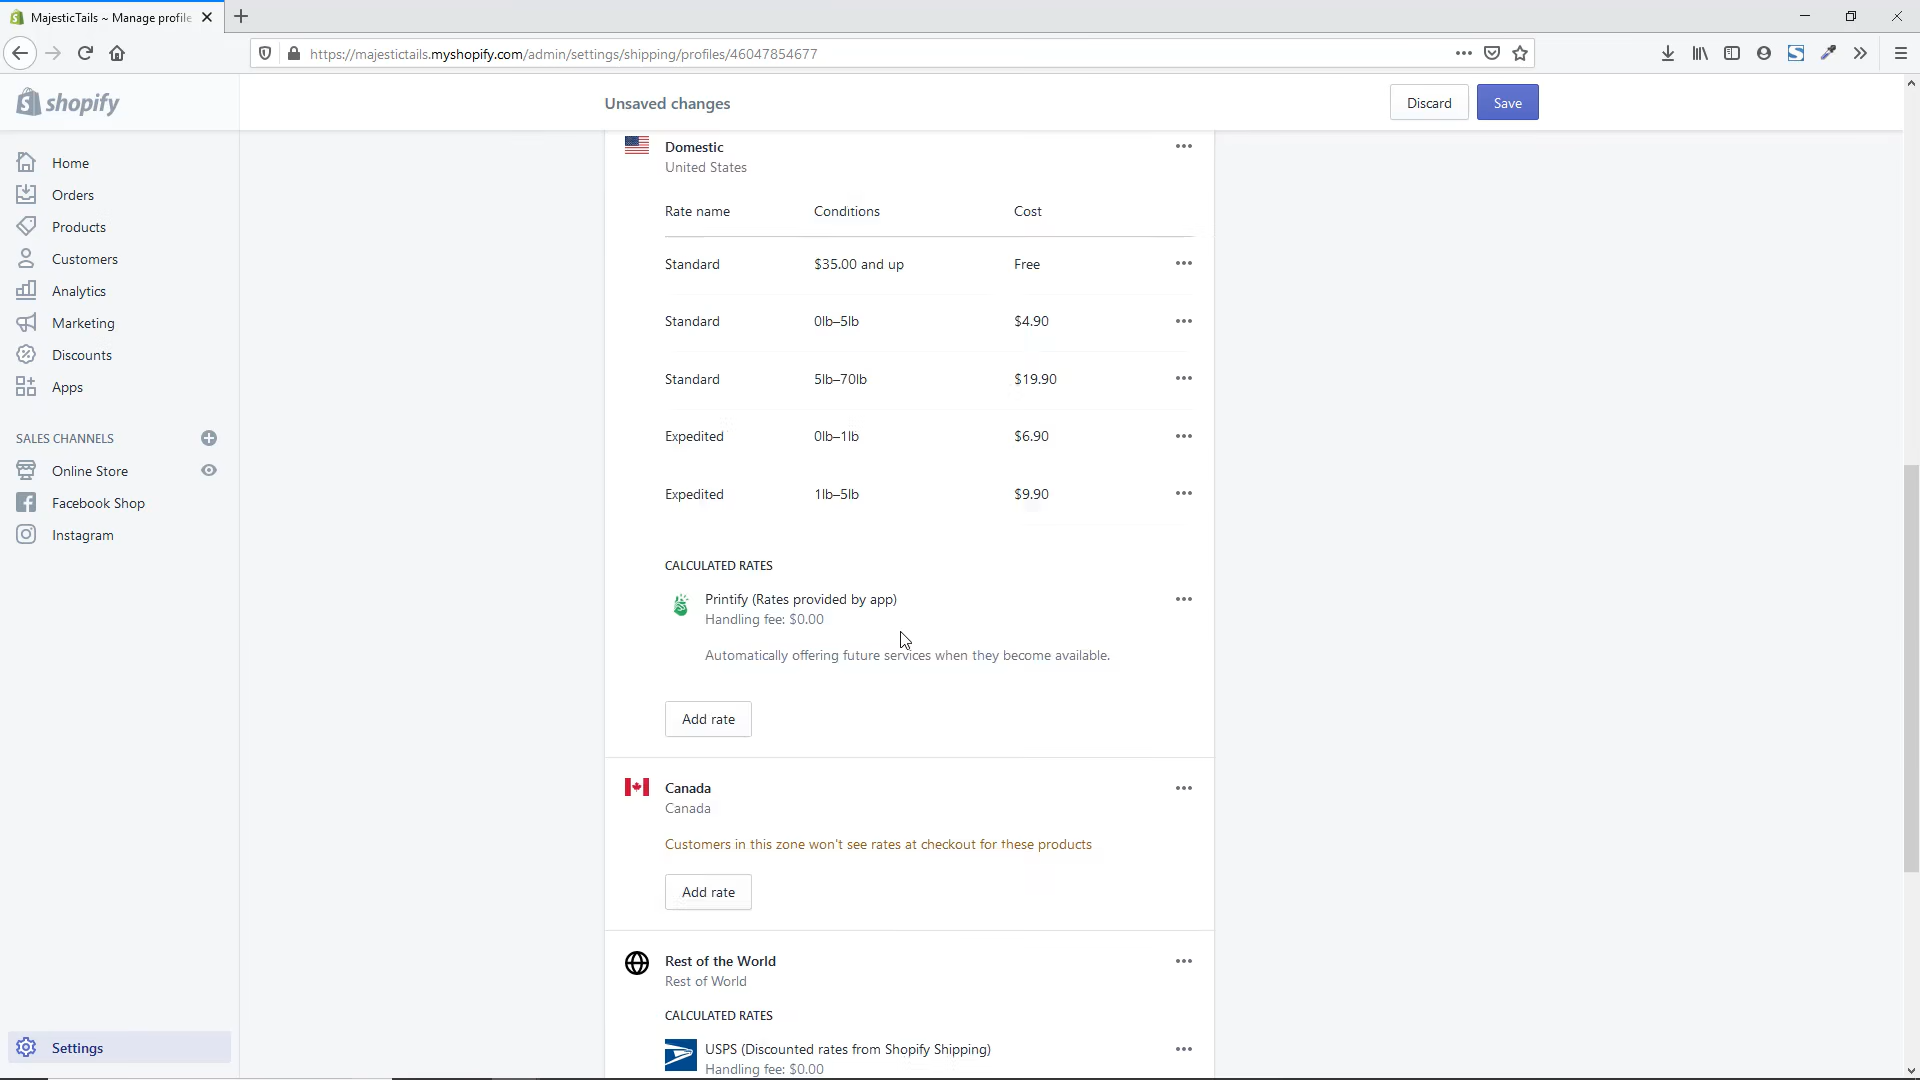 MajesticTails ~ Manage profile
https://majestictails.myshopify.com/admin/settings/shipping/profiles/46047854677
shopify
Unsaved changes
Discard
Save
Home
Orders
Products
Customers
Analytics
Marketing
Discounts
Apps
SALES CHANNELS
Online Store
Facebook Shop
Instagram
Settings
Domestic
United States
Rate name Conditions Cost
Standard $35.00 and up Free
Standard 0lb–5lb $4.90
Standard 5lb–70lb $19.90
Expedited 0lb–1lb $6.90
Expedited 1lb–5lb $9.90
CALCULATED RATES
Printify (Rates provided by app)
Handling fee: $0.00
Automatically offering future services when they become available.
Add rate
Canada
Canada
Customers in this zone won't see rates at checkout for these products
Add rate
Rest of the World
Rest of World
CALCULATED RATES
USPS (Discounted rates from Shopify Shipping)
Handling fee: $0.00